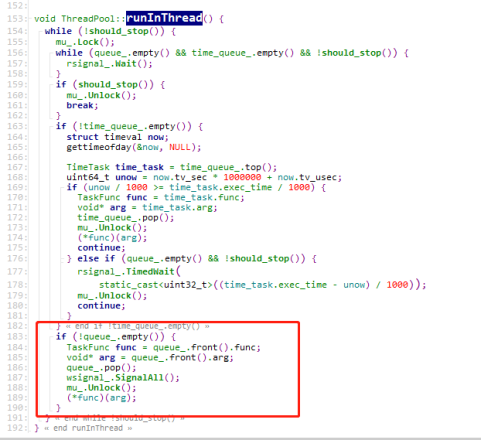 152:
153: void ThreadPool::runInThread() {
154: while (!should_stop()) {
155: mu_.Lock();
156: while (queue_.empty() && time_queue_.empty() && !should_stop()) {
157: rsignal_.Wait();
158: }
159: if (should_stop()) {
160: mu_.Unlock();
161: break;
162: }
163: if (!time_queue_.empty()) {
164: struct timeval now;
165: gettimeofday(&now, NULL);
166:
167: TimeTask time_task = time_queue_.top();
168: uint64_t unow = now.tv_sec * 1000000 + now.tv_usec;
169: if (unow / 1000 >= time_task.exec_time / 1000) {
170: TaskFunc func = time_task.func;
171: void* arg = time_task.arg;
172: time_queue_.pop();
173: mu_.Unlock();
174: (*func)(arg);
175: continue;
176: } else if (queue_.empty() && !should_stop()) {
177: rsignal_.TimedWait(
178: static_cast<uint32_t>((time_task.exec_time - unow) / 1000));
179: mu_.Unlock();
180: continue;
181: }
182: } « end if !time_queue_.empty() »
183: if (!queue_.empty()) {
184: TaskFunc func = queue_.front().func;
185: void* arg = queue_.front().arg;
186: queue_.pop();
187: wsignal_.SignalAll();
188: mu_.Unlock();
189: (*func)(arg);
190: }
191: } « end while !should_stop() »
192: } « end runInThread »